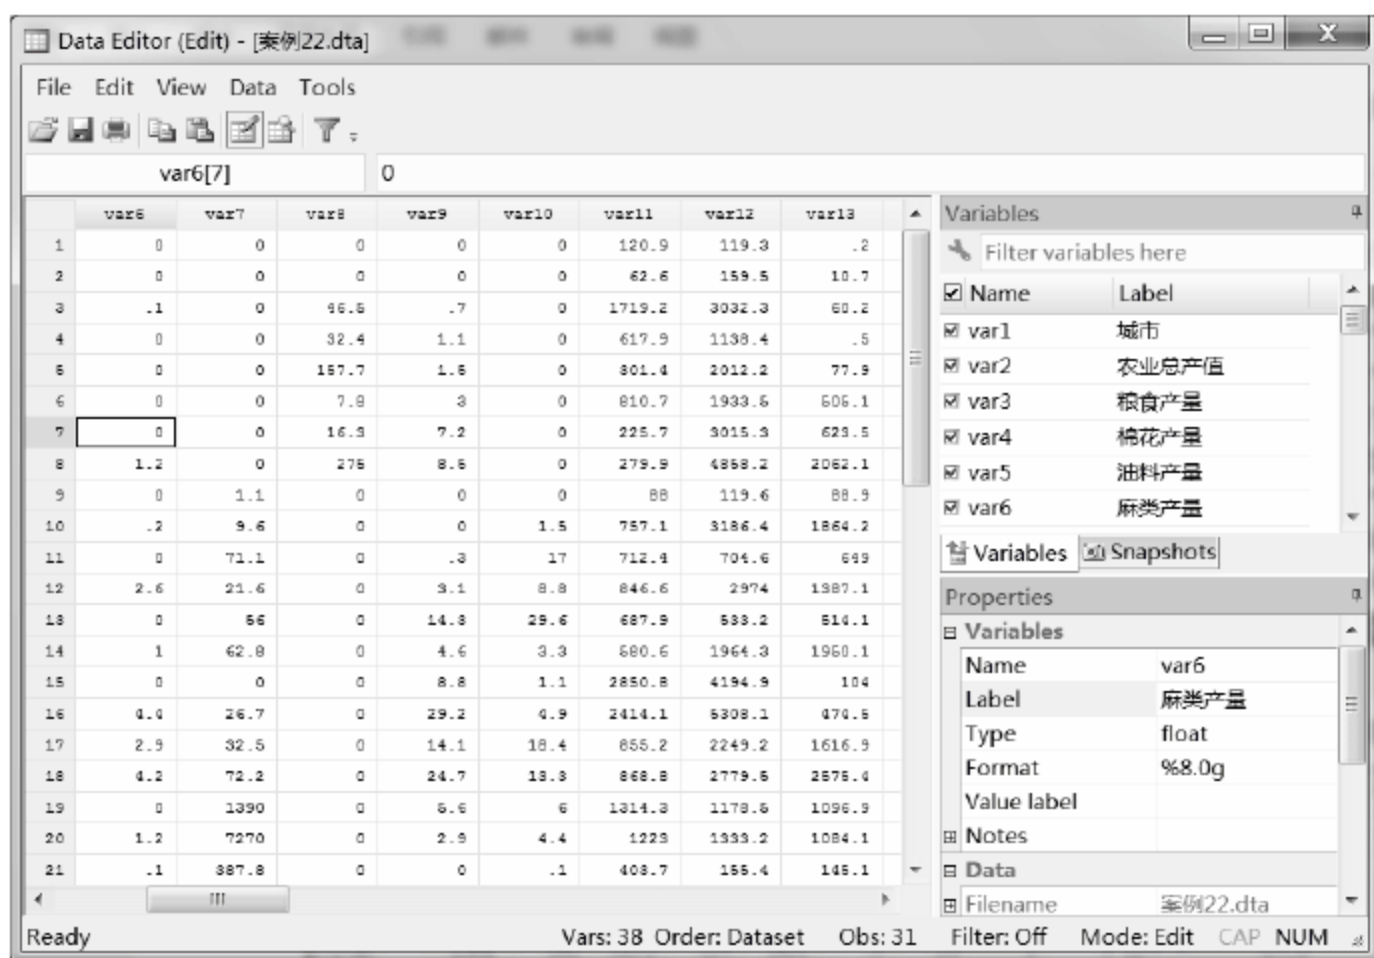 Data Editor (Edit) - [案例22.dta]
File Edit View Data Tools
var6[7] 0
var6 var7 var8 var9 var10 var11 var12 var13
1 0 0 0 0 0 120.9 119.3 .2
2 0 0 0 0 0 62.6 159.5 10.7
3 .1 0 46.5 .7 0 1719.2 3032.3 60.2
4 0 0 32.4 1.1 0 617.9 1138.4 .5
5 0 0 157.7 1.5 0 301.4 2012.2 77.9
6 0 0 7.8 3 0 810.7 1933.5 505.1
7 0 0 16.3 7.2 0 225.7 3015.3 623.5
8 1.2 0 275 8.5 0 279.9 4858.2 2062.1
9 0 1.1 0 0 0 88 119.6 88.9
10 .2 9.6 0 0 1.5 757.1 3186.4 1864.2
11 0 71.1 0 .3 17 712.4 704.6 649
12 2.6 21.6 0 3.1 8.8 846.6 2974 1387.1
13 0 56 0 14.3 29.6 687.9 533.2 514.1
14 1 62.8 0 4.6 3.3 580.6 1964.3 1950.1
15 0 0 0 8.8 1.1 2850.8 4194.9 104
16 4.4 26.7 0 29.2 4.9 2414.1 5308.1 474.5
17 2.9 32.5 0 14.1 18.4 855.2 2249.2 1616.9
18 4.2 72.2 0 24.7 13.3 868.8 2779.5 2575.4
19 0 1390 0 5.6 6 1314.3 1178.5 1096.9
20 1.2 7270 0 2.9 4.4 1223 1333.2 1084.1
21 .1 387.8 0 0 .1 403.7 155.4 145.1
Variables
Filter variables here
Name Label
var1 城市
var2 农业总产值
var3 粮食产量
var4 棉花产量
var5 油料产量
var6 麻类产量
Variables Snapshots
Properties
Variables
Name var6
Label 麻类产量
Type float
Format %8.0g
Value label
Notes
Data
Filename 案例22.dta
Ready Vars: 38 Order: Dataset Obs: 31 Filter: Off Mode: Edit CAP NUM